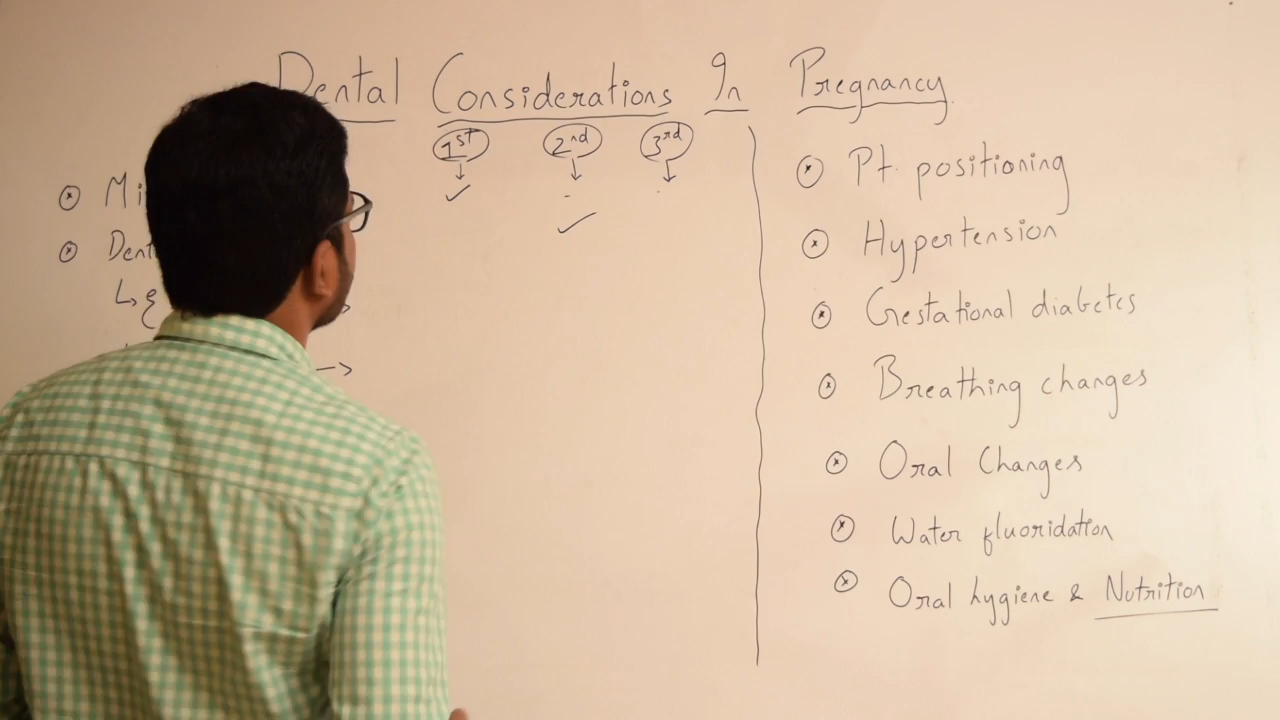 Dental Considerations In Pregnancy
1st 2nd 3rd
Pt. positioning
Hypertension
Gestational diabetes
Breathing changes
Oral Changes
Water fluoridation
Oral hygiene & Nutrition